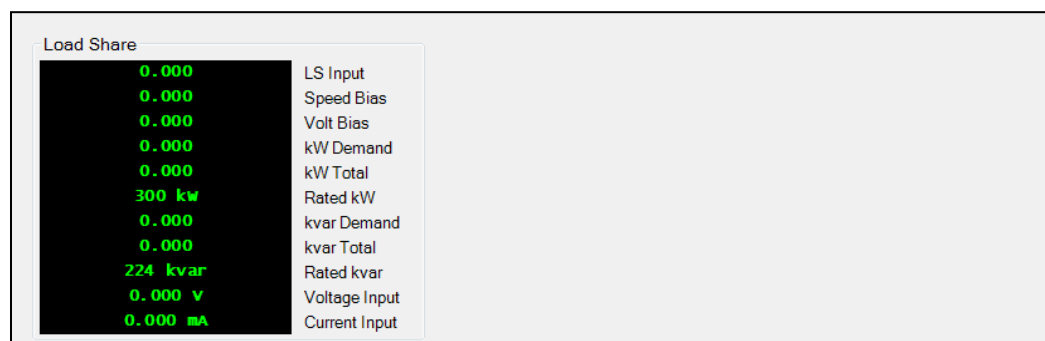 Load Share
0.000 LS Input
0.000 Speed Bias
0.000 Volt Bias
0.000 kW Demand
0.000 kW Total
300 kW Rated kW
0.000 kvar Demand
0.000 kvar Total
224 kvar Rated kvar
0.000 V Voltage Input
0.000 mA Current Input